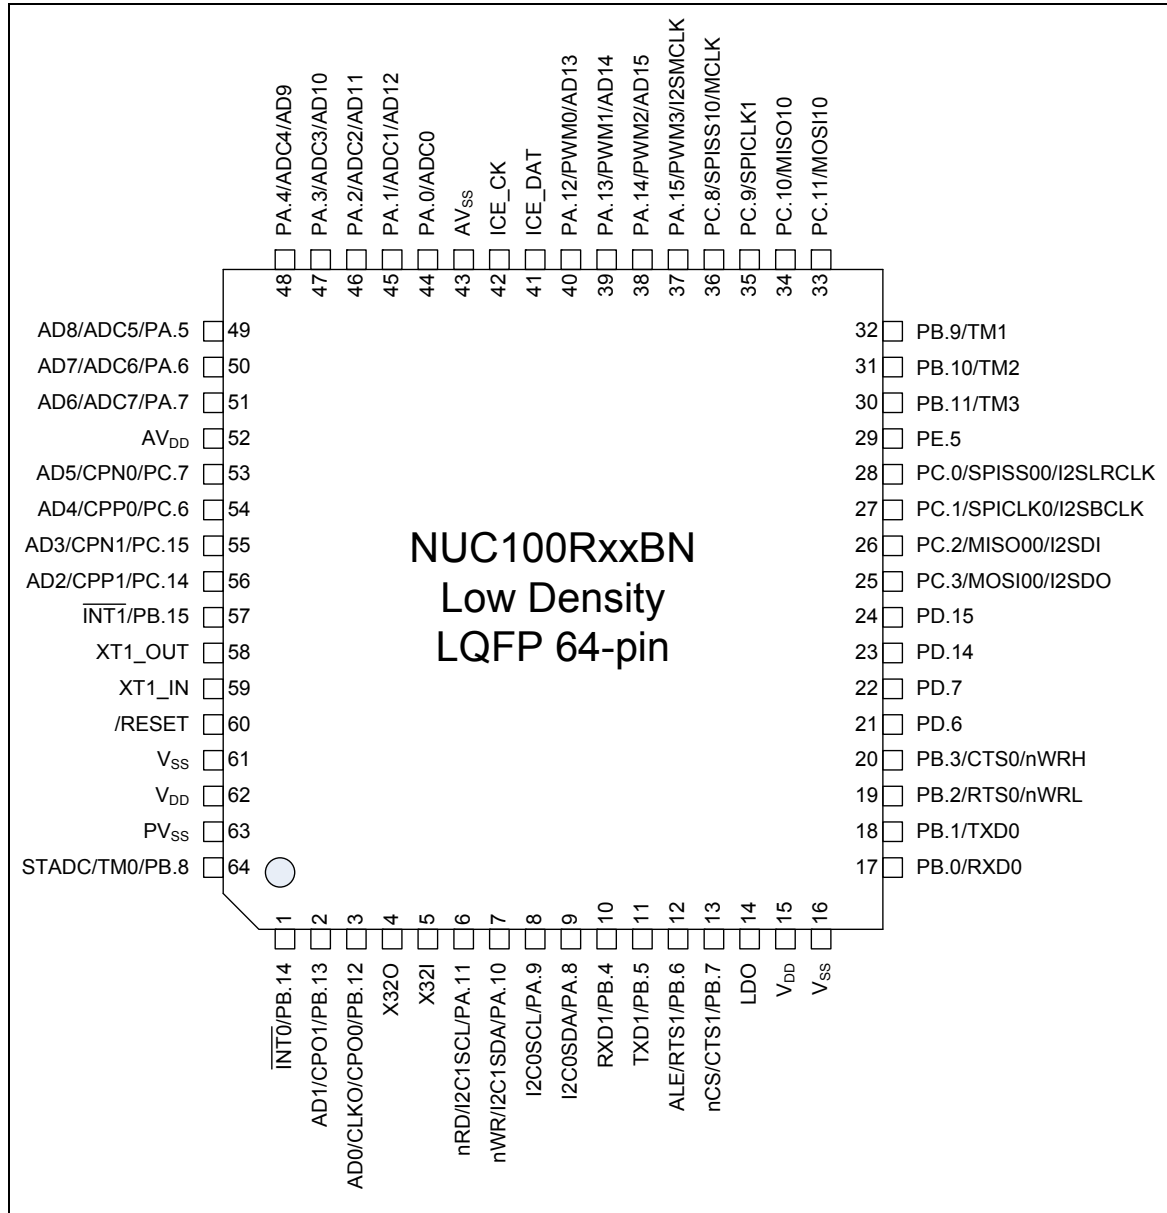 PA.4/ADC4/AD9
PA.3/ADC3/AD10
PA.2/ADC2/AD11
PA.1/ADC1/AD12
PA.0/ADC0
AVSS
ICE_CK
ICE_DAT
PA.12/PWM0/AD13
PA.13/PWM1/AD14
PA.14/PWM2/AD15
PA.15/PWM3/I2SMCLK
PC.8/SPISS10/MCLK
PC.9/SPICLK1
PC.10/MISO10
PC.11/MOSI10
48
47
46
45
44
43
42
41
40
39
38
37
36
35
34
33
AD8/ADC5/PA.5 49
AD7/ADC6/PA.6 50
AD6/ADC7/PA.7 51
AVDD 52
AD5/CPN0/PC.7 53
AD4/CPP0/PC.6 54
AD3/CPN1/PC.15 55
AD2/CPP1/PC.14 56
INT1/PB.15 57
XT1_OUT 58
XT1_IN 59
/RESET 60
VSS 61
VDD 62
PVSS 63
STADC/TM0/PB.8 64
NUC100RxxBN
Low Density
LQFP 64-pin
32 PB.9/TM1
31 PB.10/TM2
30 PB.11/TM3
29 PE.5
28 PC.0/SPISS00/I2SLRCLK
27 PC.1/SPICLK0/I2SBCLK
26 PC.2/MISO00/I2SDI
25 PC.3/MOSI00/I2SDO
24 PD.15
23 PD.14
22 PD.7
21 PD.6
20 PB.3/CTS0/nWRH
19 PB.2/RTS0/nWRL
18 PB.1/TXD0
17 PB.0/RXD0
1
2
3
4
5
6
7
8
9
10
11
12
13
14
15
16
INT0/PB.14
AD1/CPO1/PB.13
AD0/CLKO/CPO0/PB.12
X32O
X32I
nRD/I2C1SCL/PA.11
nWR/I2C1SDA/PA.10
I2C0SCL/PA.9
I2C0SDA/PA.8
RXD1/PB.4
TXD1/PB.5
ALE/RTS1/PB.6
nCS/CTS1/PB.7
LDO
VDD
VSS